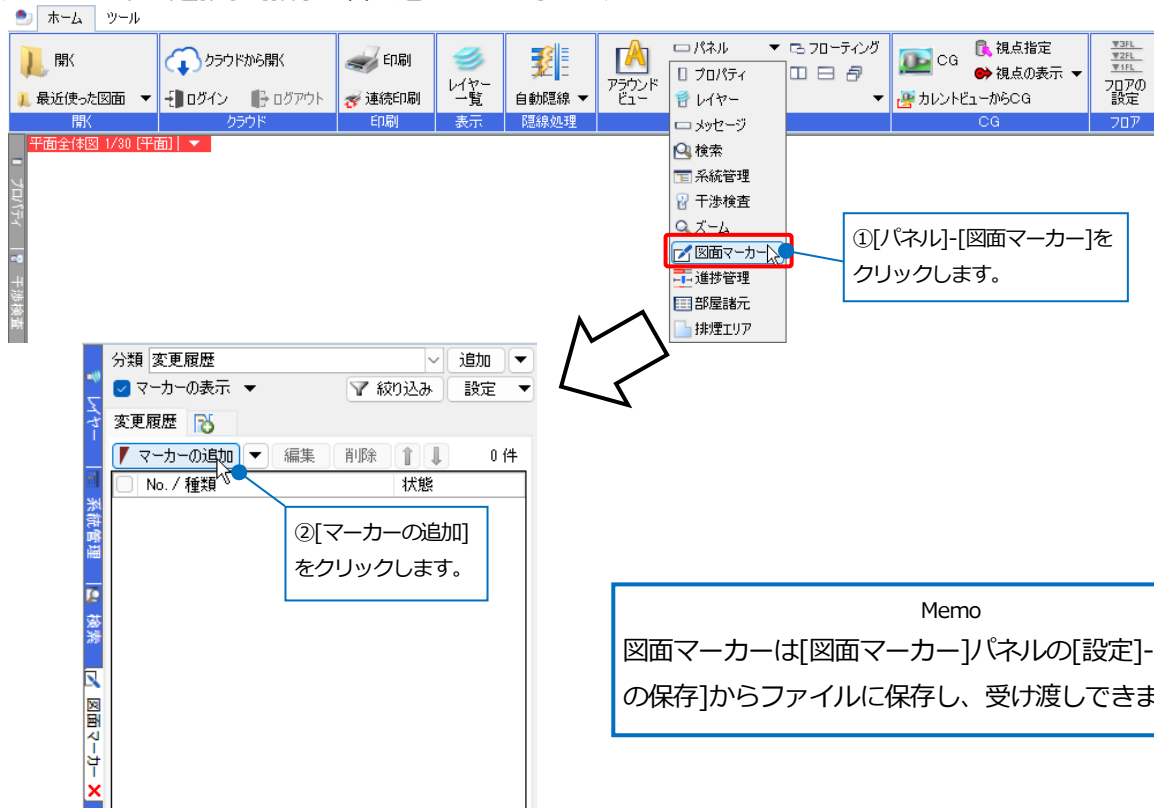 ホーム ツール
開く
最近使った図面
開く
クラウドから開く
ログイン ログアウト
クラウド
印刷
連続印刷
印刷
レイヤー
一覧
表示
自動隠線
隠線処理
アラウンド
ビュー
パネル フローティング
CG 視点指定
視点の表示
カレントビューからCG
CG
▼3FL
▼2FL
▼1FL
フロアの
設定
フロア
プロパティ
レイヤー
メッセージ
検索
系統管理
干渉検査
ズーム
図面マーカー
進捗管理
部屋諸元
排煙エリア
平面全体図 1/30 [平面]
プロパティ
干渉検査
①[パネル]-[図面マーカー]を
クリックします。
分類 変更履歴 追加
マーカーの表示 絞り込み 設定
変更履歴
マーカーの追加 編集 削除 0 件
No. / 種類 状態
レイヤー
系統管理
検索
図面マーカー
②[マーカーの追加]
をクリックします。
Memo
図面マーカーは[図面マーカー]パネルの[設定]-
の保存]からファイルに保存し、受け渡しできま